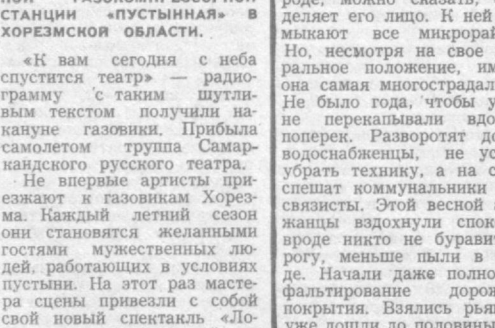 СТАНЦИИ «ПУСТЫННАЯ» В
ХОРЕЗМСКОЙ ОБЛАСТИ.
«К вам сегодня с неба
спустится театр» — радио-
грамму с таким шутли-
вым текстом получили на-
кануне газовики. Прибыла
самолетом труппа Самар-
кандского русского театра.
Не впервые артисты при-
езжают к газовикам Хорез-
ма. Каждый летний сезон
они становятся желанными
гостями мужественных лю-
дей, работающих в условиях
пустыни. На этот раз масте-
ра сцены привезли с собой
свой новый спектакль «Ло-
роде, можно сказать,
деляет его лицо. К ней
мыкают все микрорай
Но, несмотря на свое
ральное положение, им
она самая многострадал
Не было года, чтобы у
не перекапывали вдо
поперек. Разворотят до
водоснабженцы, не ус
убрать технику, а на с
спешат коммунальники
связисты. Этой весной
жанцы вздохнули спок
вроде никто не буравит
рогу, меньше пыли в
де. Начали даже полно
фальтирование дорож
покрытия. Взялись рья
уже дошли до половины